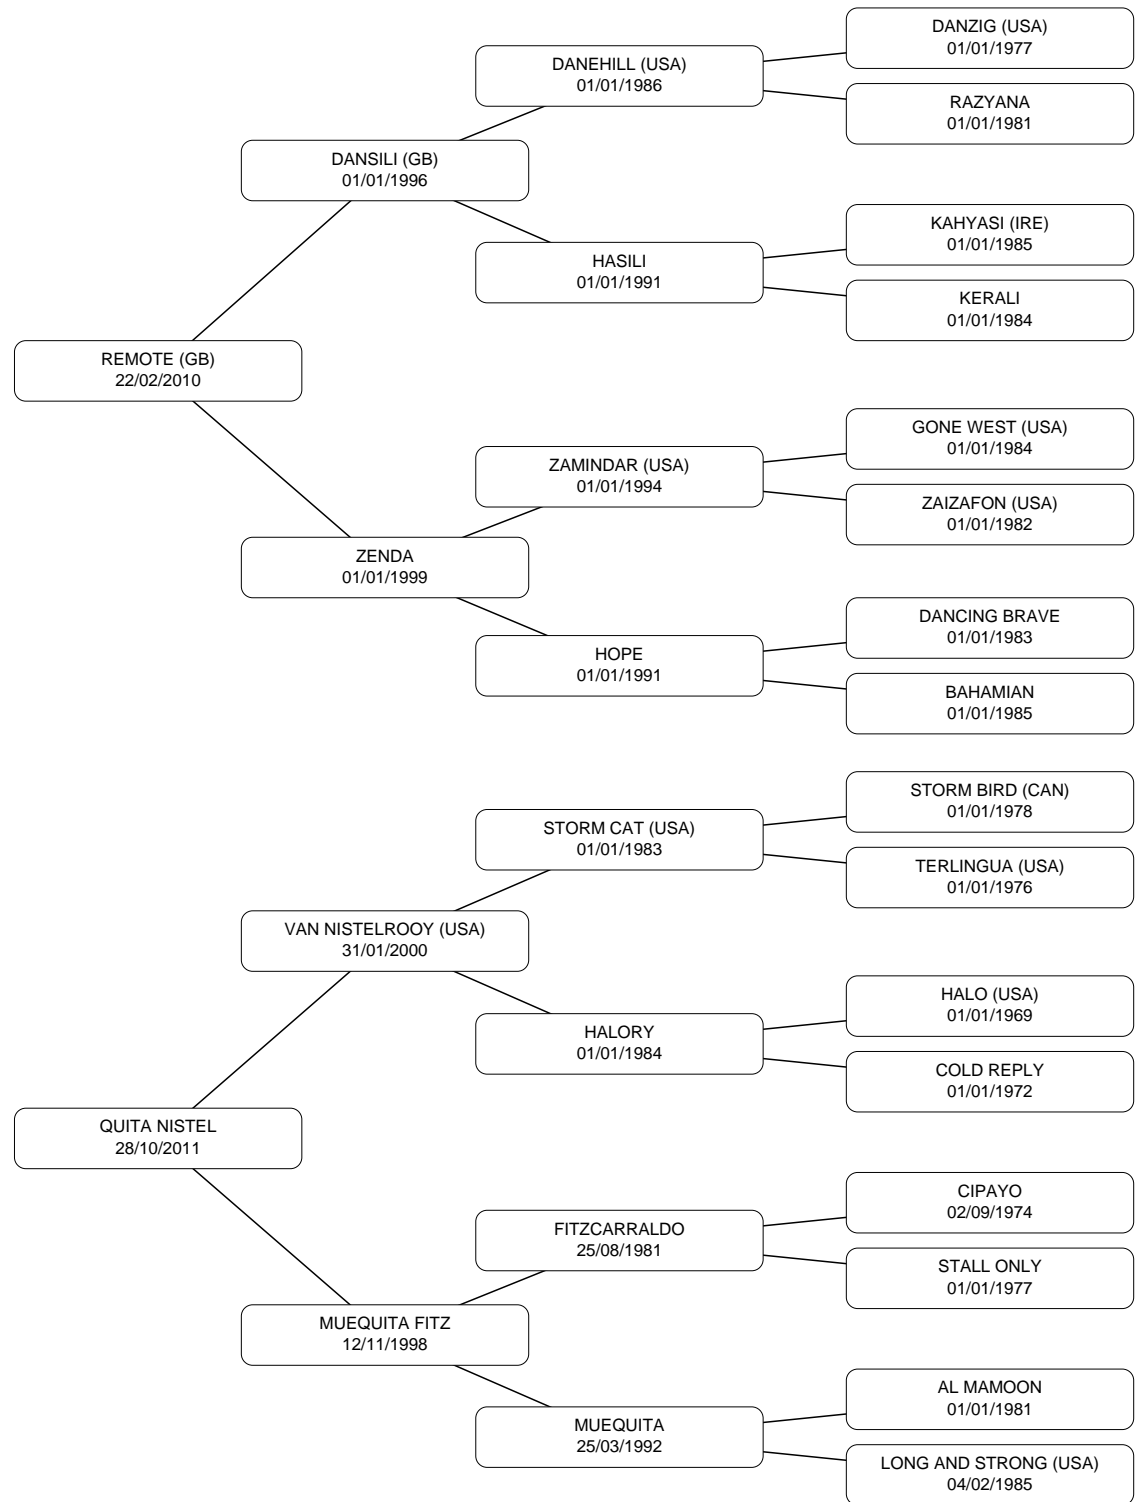 DANZIG (USA)
01/01/1977
DANEHILL (USA)
01/01/1986
RAZYANA
01/01/1981
DANSILI (GB)
01/01/1996
KAHYASI (IRE)
01/01/1985
HASILI
01/01/1991
KERALI
01/01/1984
REMOTE (GB)
22/02/2010
GONE WEST (USA)
01/01/1984
ZAMINDAR (USA)
01/01/1994
ZAIZAFON (USA)
01/01/1982
ZENDA
01/01/1999
DANCING BRAVE
01/01/1983
HOPE
01/01/1991
BAHAMIAN
01/01/1985
STORM BIRD (CAN)
01/01/1978
STORM CAT (USA)
01/01/1983
TERLINGUA (USA)
01/01/1976
VAN NISTELROOY (USA)
31/01/2000
HALO (USA)
01/01/1969
HALORY
01/01/1984
COLD REPLY
01/01/1972
QUITA NISTEL
28/10/2011
CIPAYO
02/09/1974
FITZCARRALDO
25/08/1981
STALL ONLY
01/01/1977
MUEQUITA FITZ
12/11/1998
AL MAMOON
01/01/1981
MUEQUITA
25/03/1992
LONG AND STRONG (USA)
04/02/1985